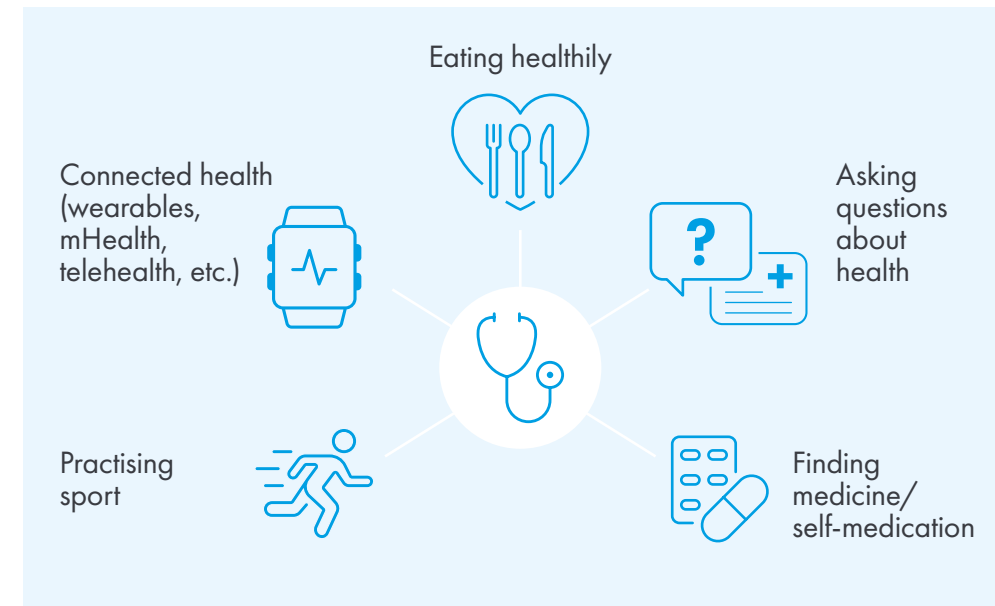 Eating healthily
Connected health
(wearables,
mHealth,
telehealth, etc.)
?
Asking
questions
about
health
Practising
sport
Finding
medicine/
self-medication